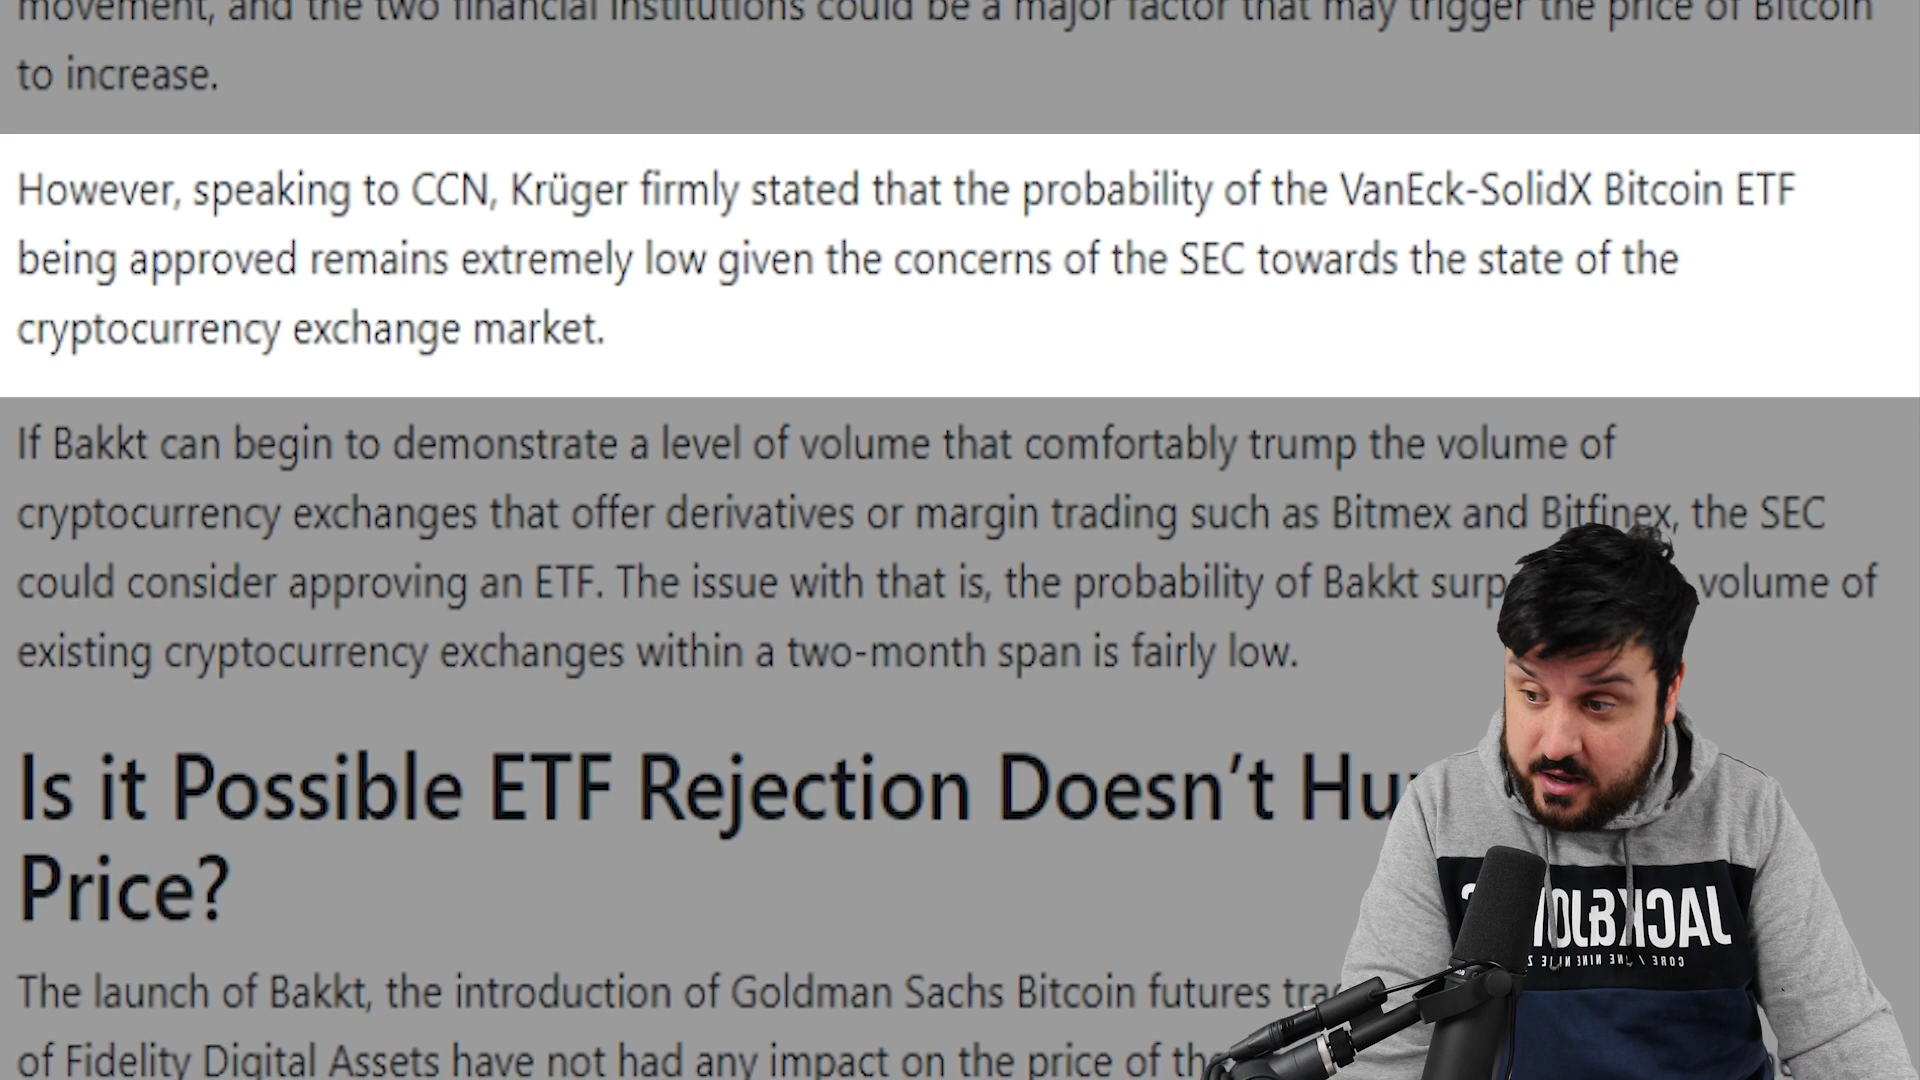 movement, and the two financial institutions could be a major factor that may trigger the price of Bitcoin
to increase.
However, speaking to CCN, Krüger firmly stated that the probability of the VanEck-SolidX Bitcoin ETF
being approved remains extremely low given the concerns of the SEC towards the state of the
cryptocurrency exchange market.
If Bakkt can begin to demonstrate a level of volume that comfortably trump the volume of
cryptocurrency exchanges that offer derivatives or margin trading such as Bitmex and Bitfinex, the SEC
could consider approving an ETF. The issue with that is, the probability of Bakkt volume of
existing cryptocurrency exchanges within a two-month span is fairly low.
Is it Possible ETF Rejection Doesn't
Price?
The launch of Bakkt, the introduction of Goldman Sachs Bitcoin futures
of Fidelity Digital Assets have not had any impact on the price of
JACK&JO
CORE / NINE